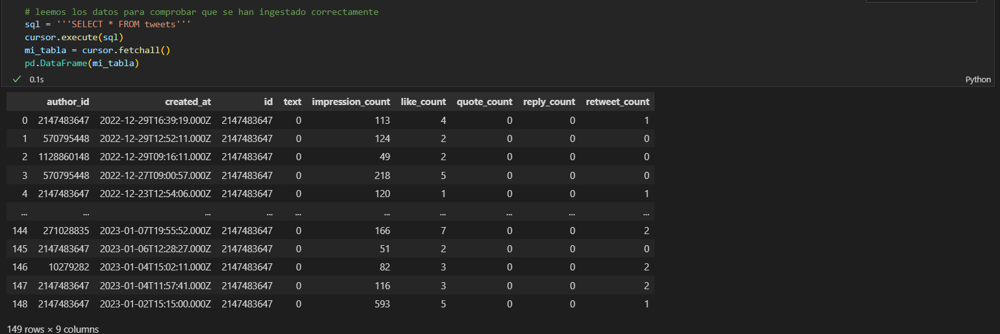 # leemos los datos para comprobar que se han ingestado correctamente
sql = '''SELECT * FROM tweets'''
cursor.execute(sql)
mi_tabla = cursor.fetchall()
pd.DataFrame(mi_tabla)
✓ 0.1s Python
author_id created_at id text impression_count like_count quote_count reply_count retweet_count
0 2147483647 2022-12-29T16:39:19.000Z 2147483647 0 113 4 0 0 1
1 570795448 2022-12-29T12:52:11.000Z 2147483647 0 124 2 0 0 0
2 1128860148 2022-12-29T09:16:11.000Z 2147483647 0 49 2 0 0 0
3 570795448 2022-12-27T09:00:57.000Z 2147483647 0 218 5 0 0 0
4 2147483647 2022-12-23T12:54:06.000Z 2147483647 0 120 1 0 0 1
... ... ... ... ... ... ... ... ... ...
144 271028835 2023-01-07T19:55:52.000Z 2147483647 0 166 7 0 0 2
145 2147483647 2023-01-06T12:28:27.000Z 2147483647 0 51 2 0 0 0
146 10279282 2023-01-04T15:02:11.000Z 2147483647 0 82 3 0 0 2
147 2147483647 2023-01-04T11:57:41.000Z 2147483647 0 116 3 0 0 2
148 2147483647 2023-01-02T15:15:00.000Z 2147483647 0 593 5 0 0 1
149 rows × 9 columns